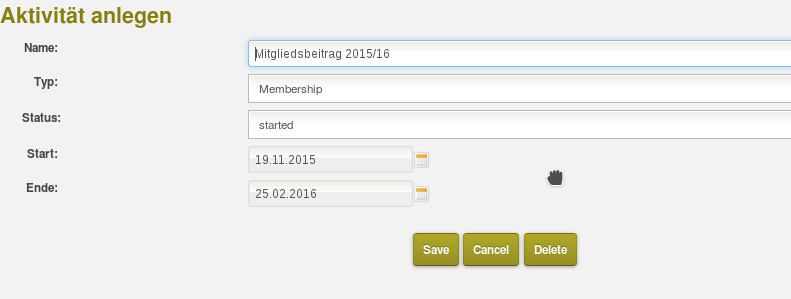 Aktivität anlegen
Name: Mitgliedsbeitrag 2015/16
Typ: Membership
Status: started
Start: 19.11.2015
Ende: 25.02.2016
Save Cancel Delete